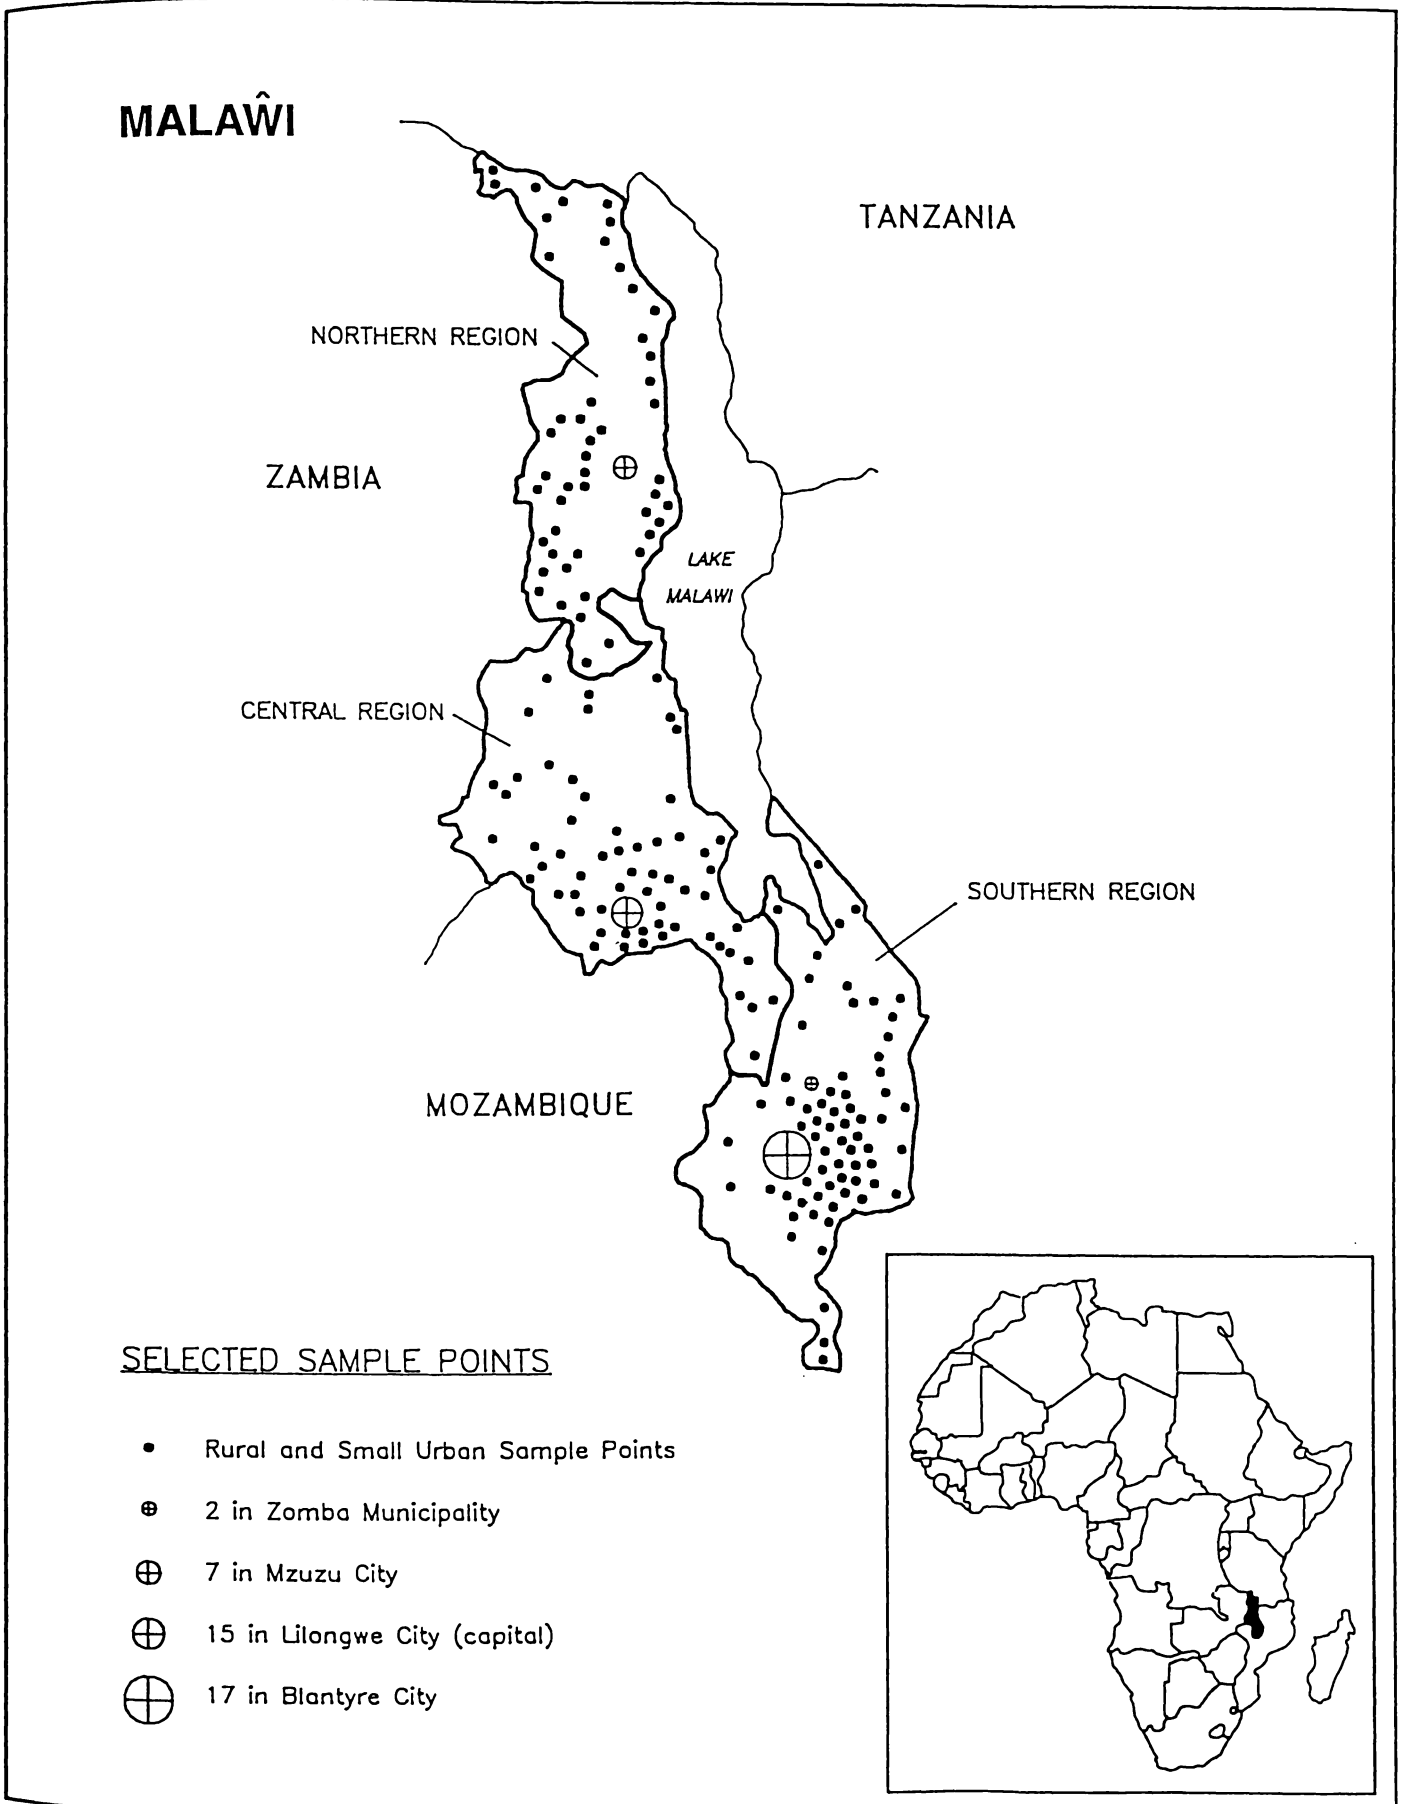 MALAŴI
TANZANIA
NORTHERN REGION
ZAMBIA
LAKE
MALAWI
CENTRAL REGION
SOUTHERN REGION
MOZAMBIQUE
SELECTED SAMPLE POINTS
Rural and Small Urban Sample Points
2 in Zomba Municipality
7 in Mzuzu City
15 in Lilongwe City (capital)
17 in Blantyre City